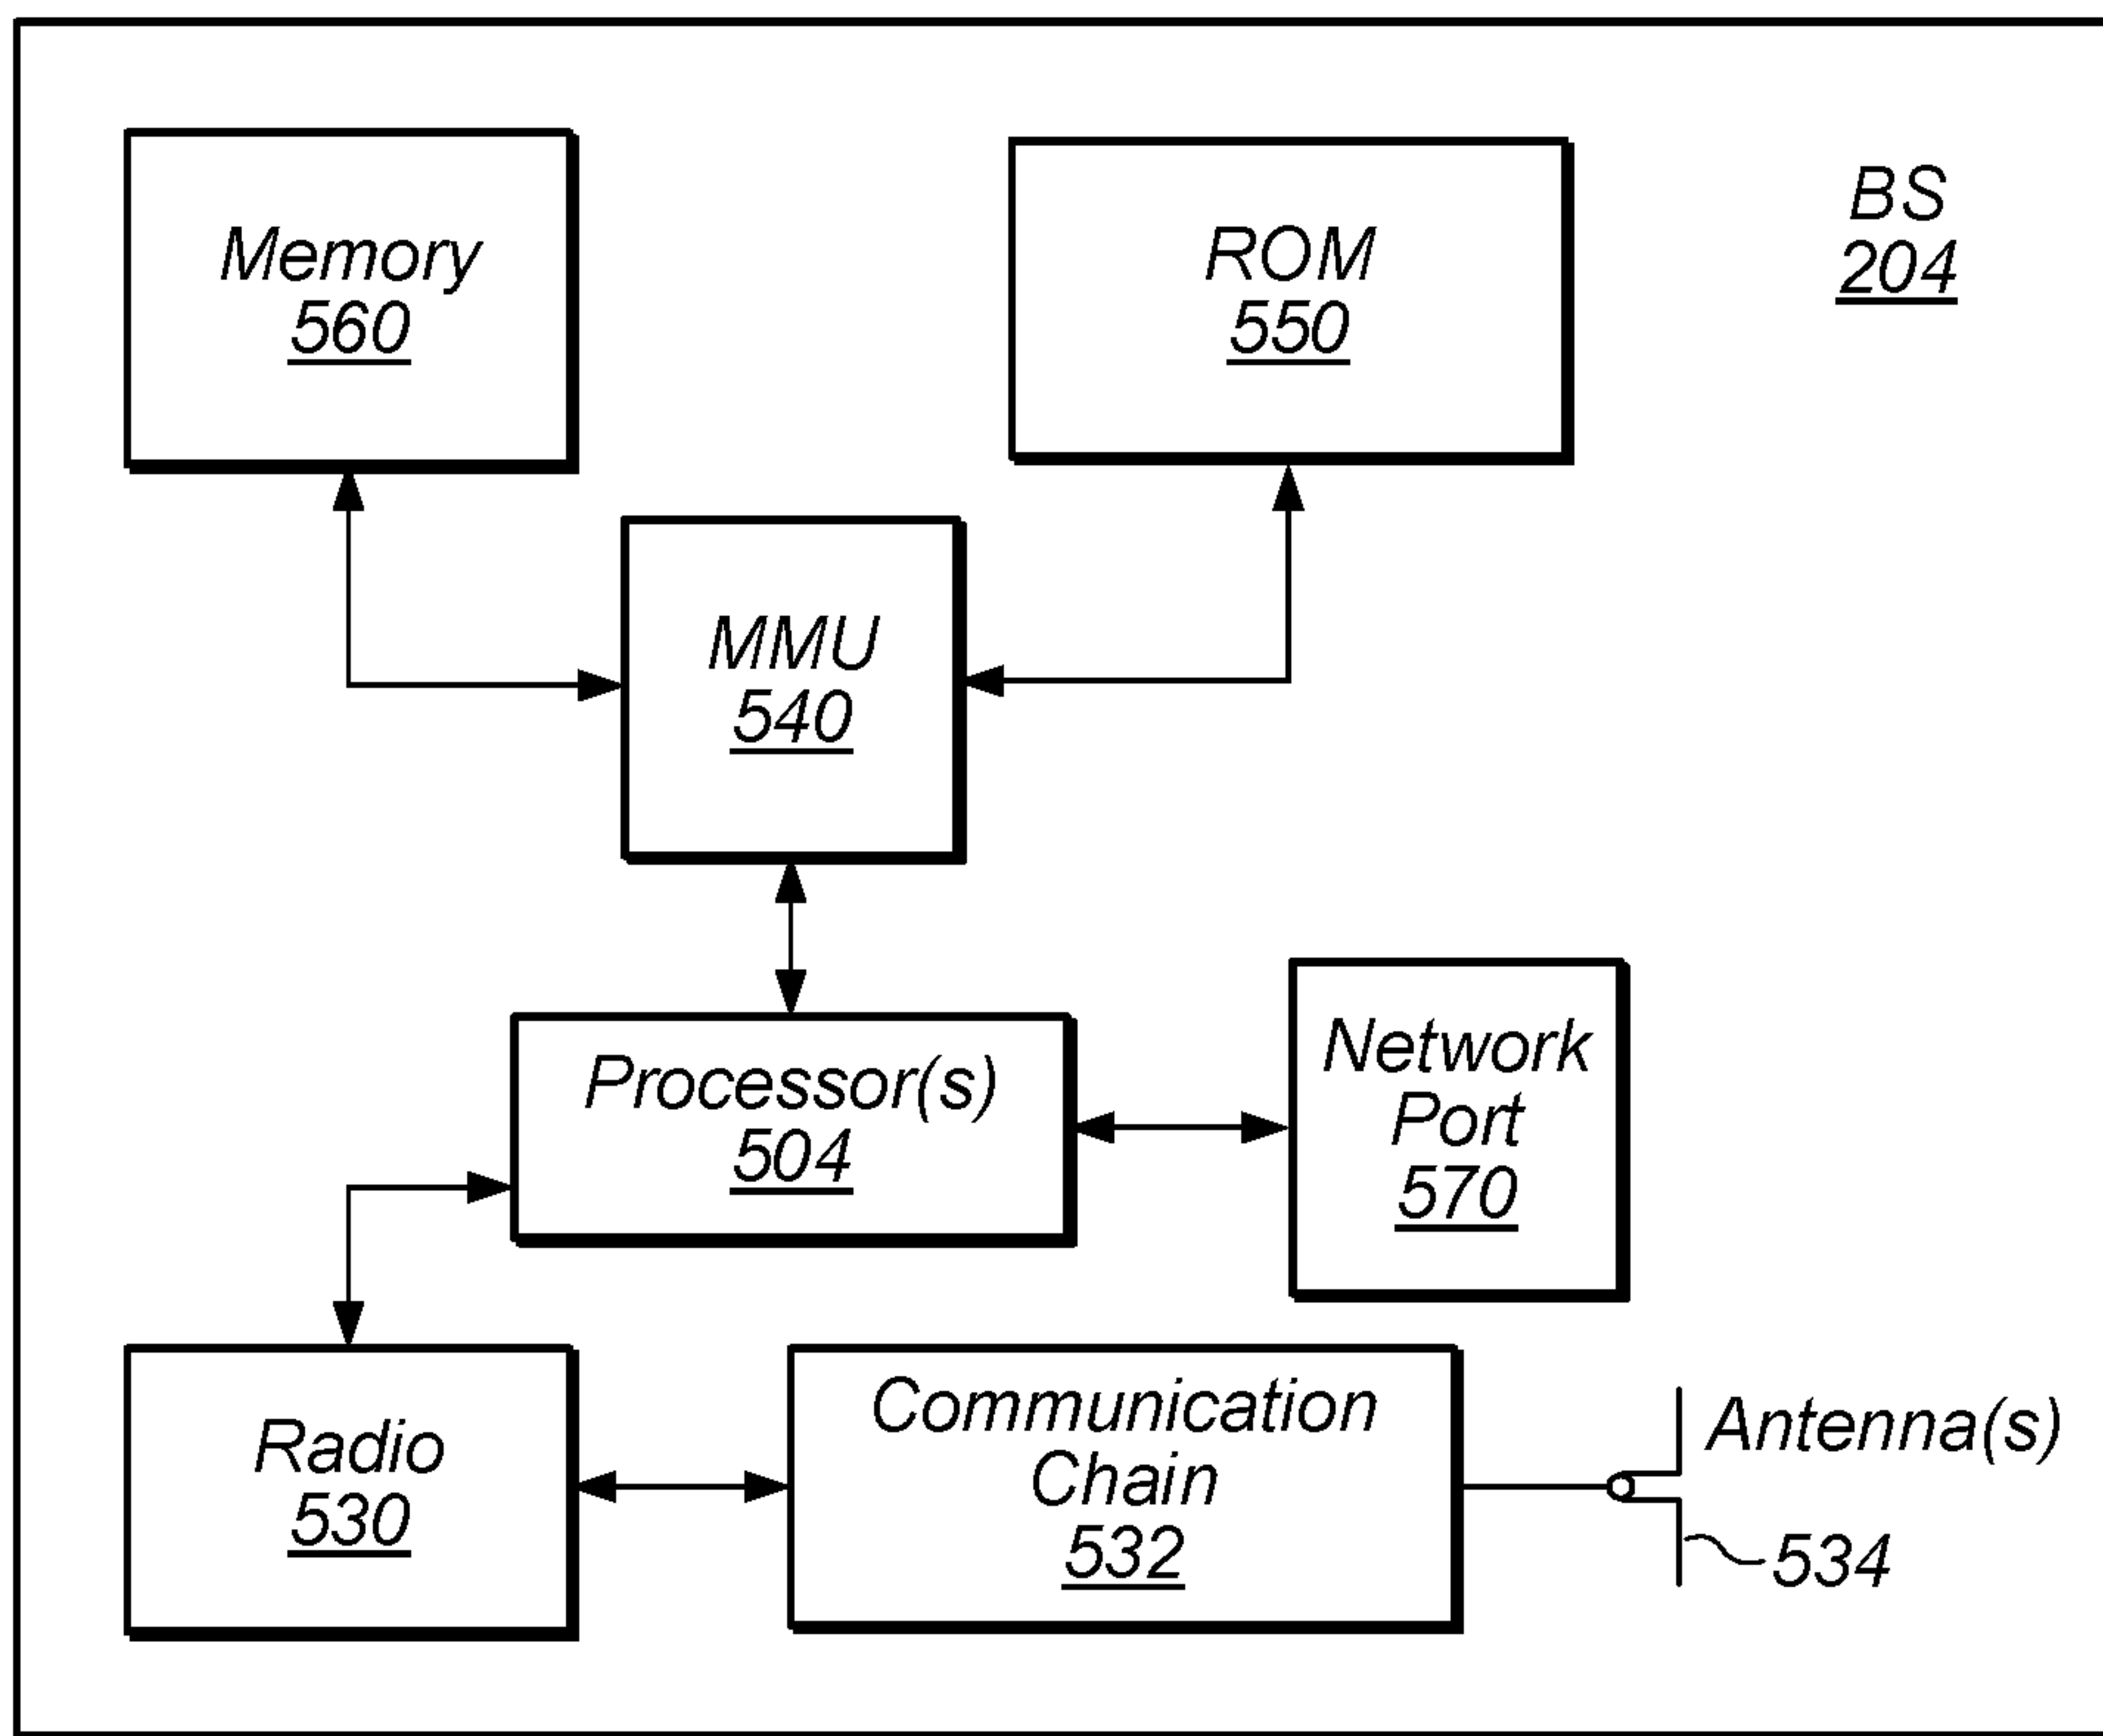 Memory
560
ROM
550
BS
204
MMU
540
Processor(s)
504
Network
Port
570
Radio
530
Communication
Chain
532
Antenna(s)
534